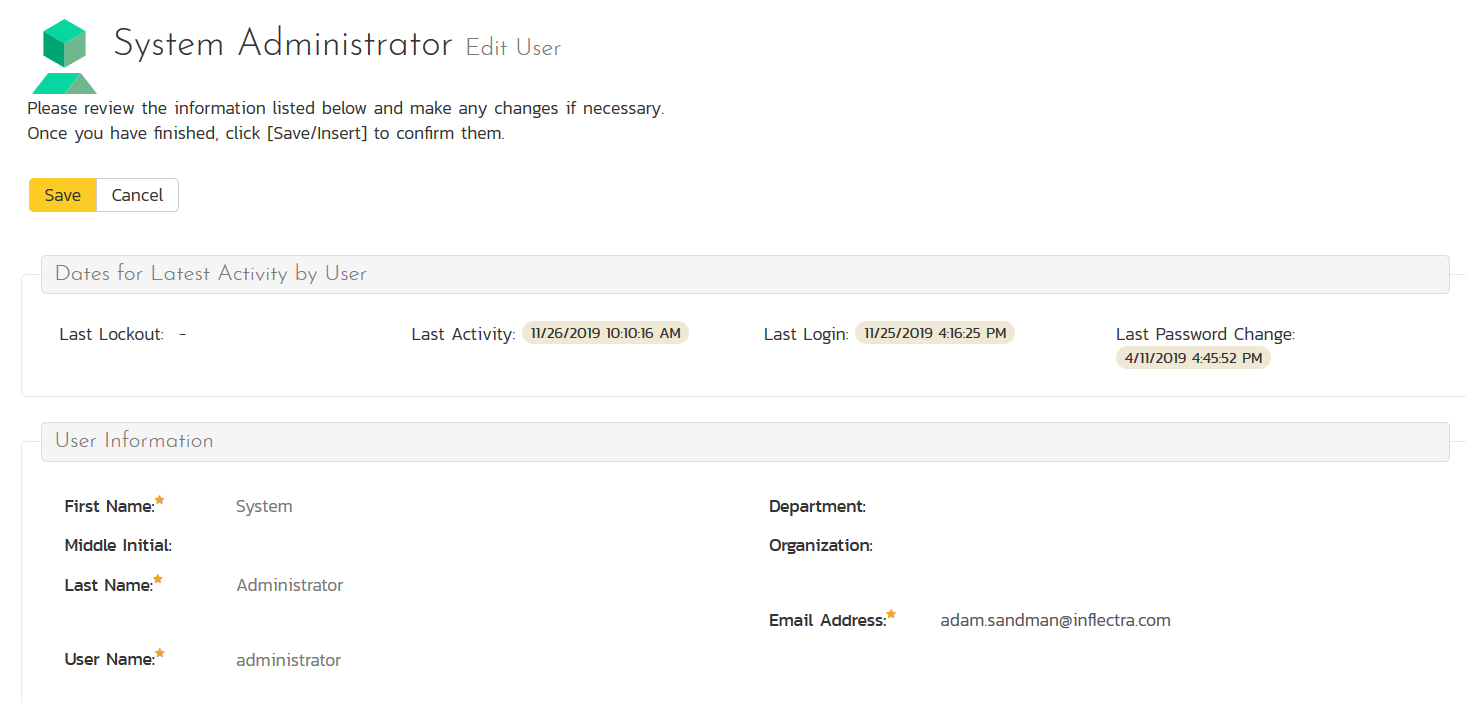 System Administrator Edit User
Please review the information listed below and make any changes if necessary.
Once you have finished, click [Save/Insert] to confirm them.
Save Cancel
Dates for Latest Activity by User
Last Lockout: - Last Activity: 11/26/2019 10:10:16 AM Last Login: 11/25/2019 4:16:25 PM Last Password Change:
4/11/2019 4:45:52 PM
User Information
First Name: System Department:
Middle Initial: Organization:
Last Name: Administrator
Email Address: adam.sandman@inflectra.com
User Name: administrator